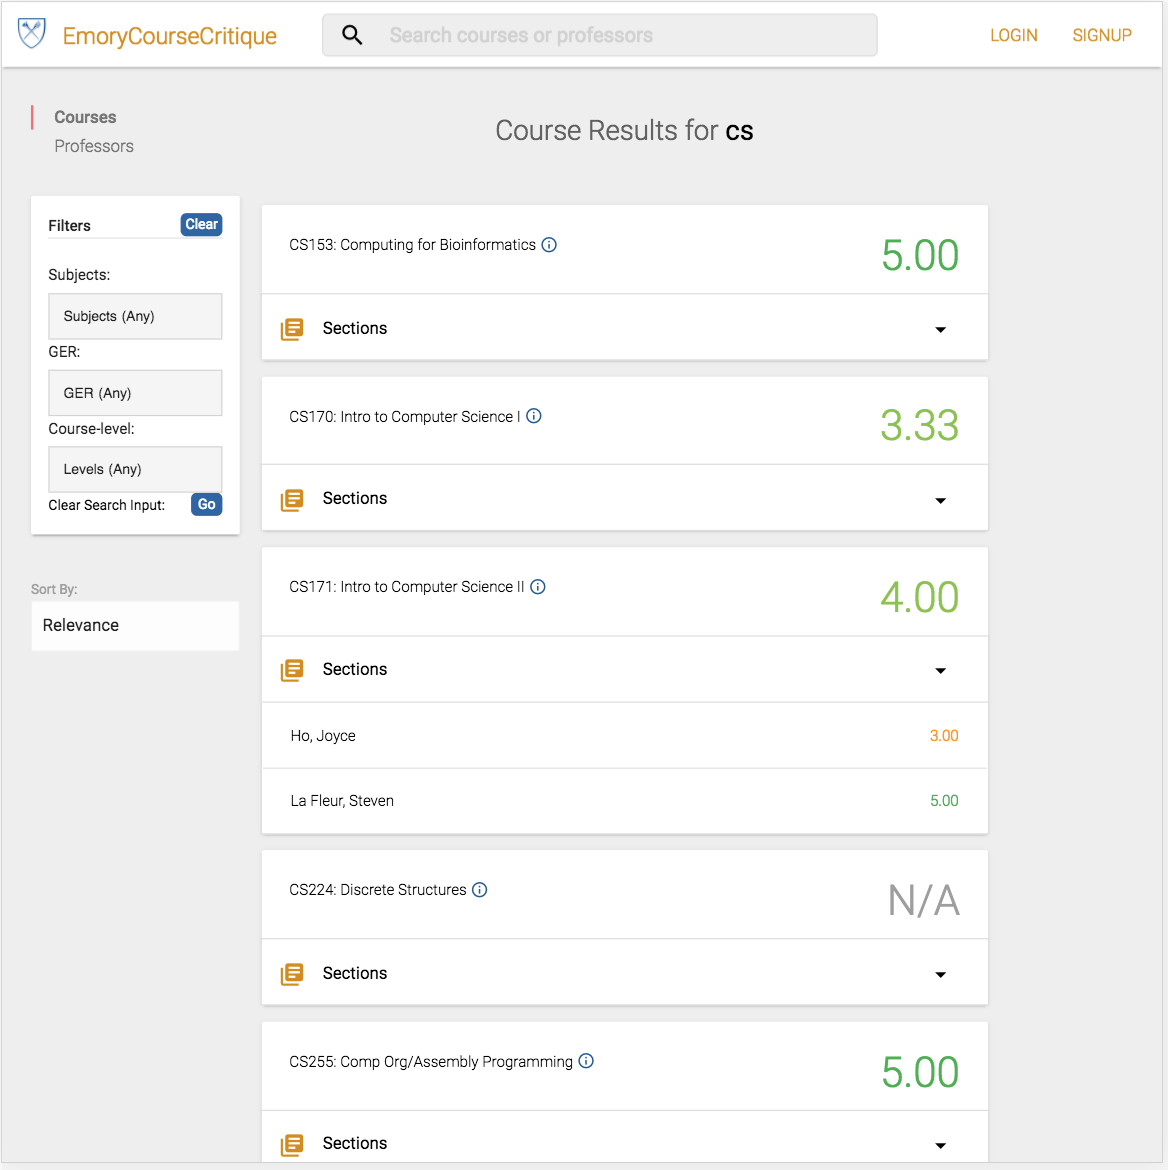 EmoryCourseCritique
Search courses or professors
LOGIN
SIGNUP
Courses
Professors
Course Results for cs
Filters
Clear
Subjects:
Subjects (Any)
GER:
GER (Any)
Course-level:
Levels (Any)
Clear Search Input:
Go
Sort By:
Relevance
CS153: Computing for Bioinformatics
5.00
Sections
CS170: Intro to Computer Science I
3.33
Sections
CS171: Intro to Computer Science II
4.00
Sections
Ho, Joyce
3.00
La Fleur, Steven
5.00
CS224: Discrete Structures
N/A
Sections
CS255: Comp Org/Assembly Programming
5.00
Sections